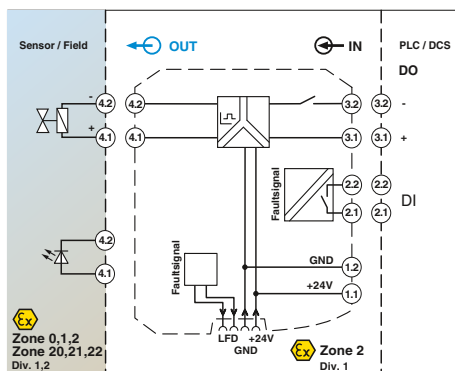 Sensor / Field
OUT
IN
PLC / DCS
DO
-
4.2
4.2
3.2
3.2
-
+
4.1
4.1
3.1
3.1
+
Faultsignal
2.2
2.2
DI
2.1
2.1
4.2
4.1
Faultsignal
GND
1.2
+24V
1.1
LFD
+24V
GND
Ex
Zone 0,1,2
Zone 20,21,22
Div. 1,2
Ex
Zone 2
Div. 1